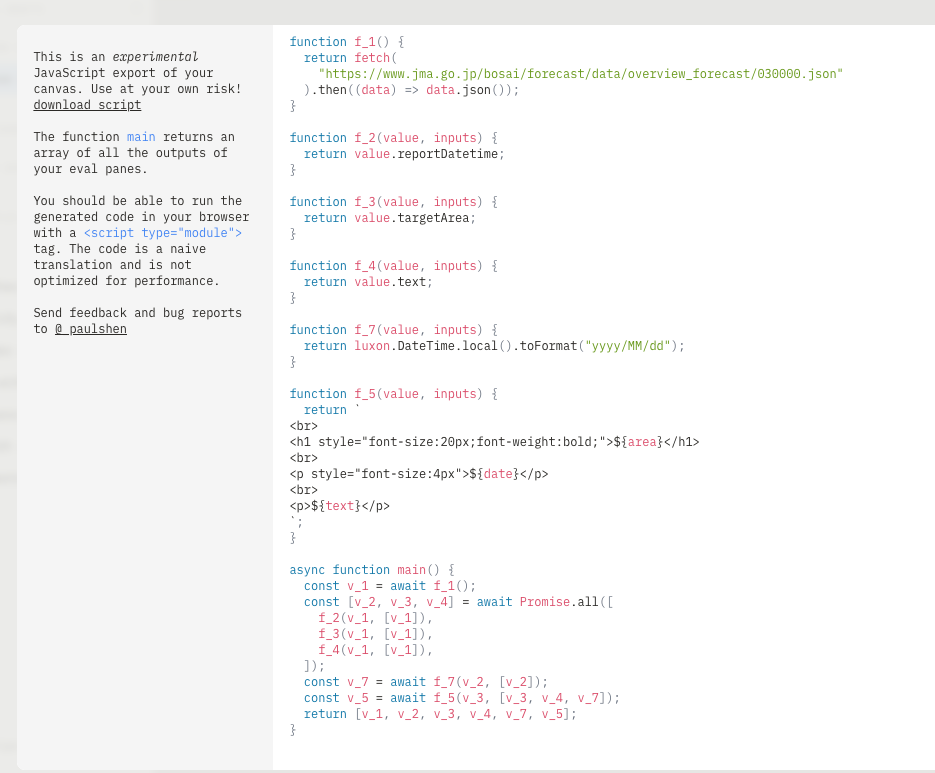 This is an experimental
JavaScript export of your
canvas. Use at your own risk!
download script
The function main returns an
array of all the outputs of
your eval panes.
You should be able to run the
generated code in your browser
with a <script type="module">
tag. The code is a naive
translation and is not
optimized for performance.
Send feedback and bug reports
to @_paulshen
function f_1() {
  return fetch(
    "https://www.jma.go.jp/bosai/forecast/data/overview_forecast/030000.json"
  ).then((data) => data.json());
}
function f_2(value, inputs) {
  return value.reportDatetime;
}
function f_3(value, inputs) {
  return value.targetArea;
}
function f_4(value, inputs) {
  return value.text;
}
function f_7(value, inputs) {
  return luxon.DateTime.local().toFormat("yyyy/MM/dd");
}
function f_5(value, inputs) {
  return `
<br>
<h1 style="font-size:20px;font-weight:bold;">${area}</h1>
<br>
<p style="font-size:4px">${date}</p>
<br>
<p>${text}</p>
`;
}
async function main() {
  const v_1 = await f_1();
  const [v_2, v_3, v_4] = await Promise.all([
    f_2(v_1, [v_1]),
    f_3(v_1, [v_1]),
    f_4(v_1, [v_1]),
  ]);
  const v_7 = await f_7(v_2, [v_2]);
  const v_5 = await f_5(v_3, [v_3, v_4, v_7]);
  return [v_1, v_2, v_3, v_4, v_7, v_5];
}